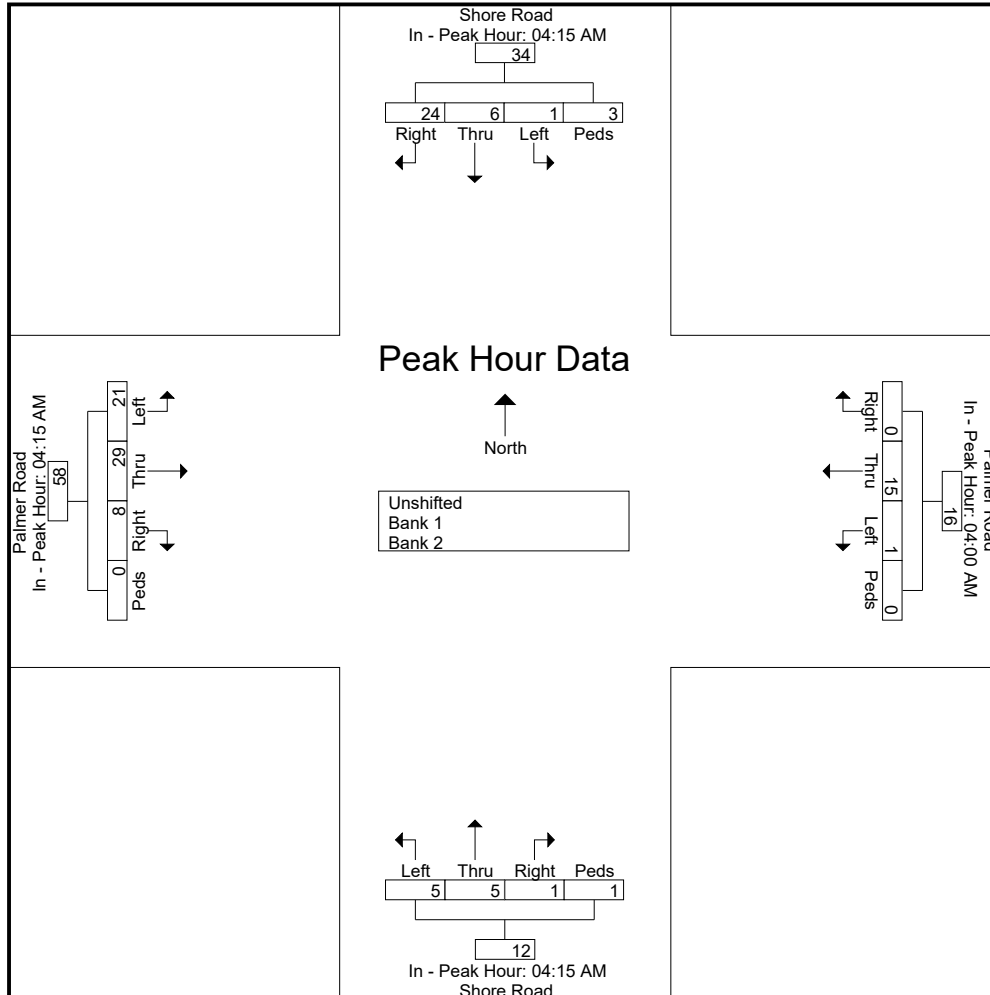 Shore Road
In - Peak Hour: 04:15 AM
34
24 6 1 3
Right Thru Left Peds
Peak Hour Data
North
Unshifted
Bank 1
Bank 2
Palmer Road
In - Peak Hour: 04:15 AM
58
21 29 8 0
Left Thru Right Peds
Palmer Road
In - Peak Hour: 04:00 AM
16
0 15 1 0
Right Thru Left Peds
Left Thru Right Peds
5 5 1 1
12
In - Peak Hour: 04:15 AM
Shore Road